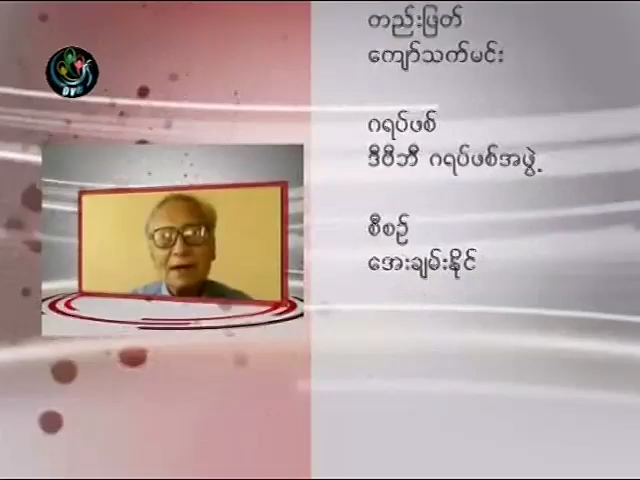 DVB
တည်းဖြတ်
ကျော်သက်မင်း
ဂရပ်ဖစ်
ဒီဗီဘီ ဂရပ်ဖစ်အဖွဲ့
စီစဉ်
အေးချမ်းနိုင်